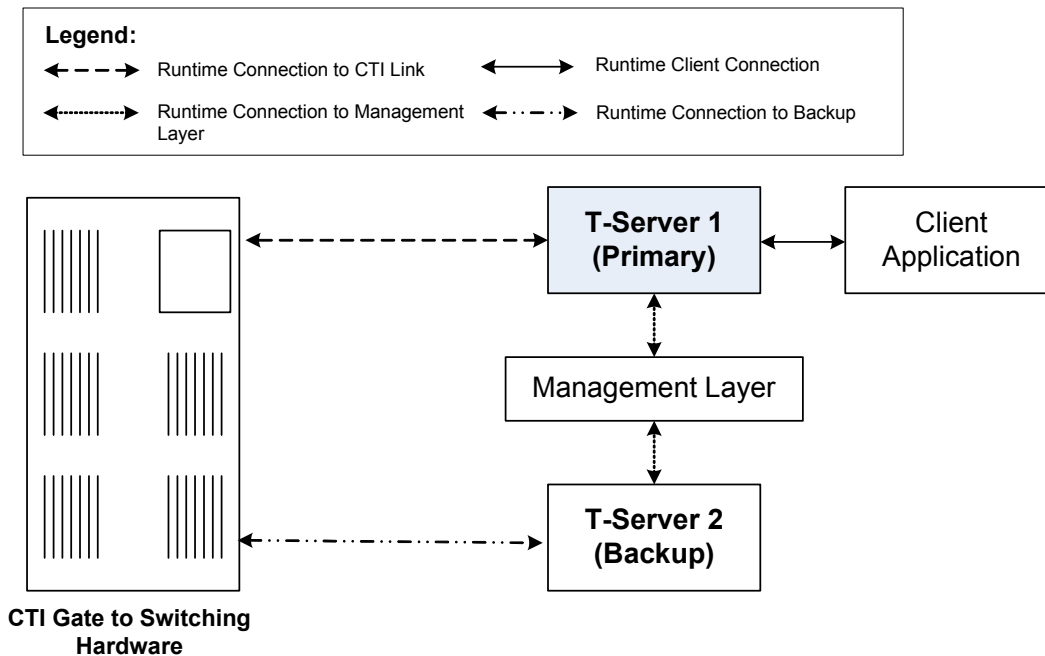 Legend:
Runtime Connection to CTI Link
Runtime Client Connection
Runtime Connection to Management
Layer
Runtime Connection to Backup
T-Server 1
(Primary)
Client
Application
Management Layer
T-Server 2
(Backup)
CTI Gate to Switching
Hardware